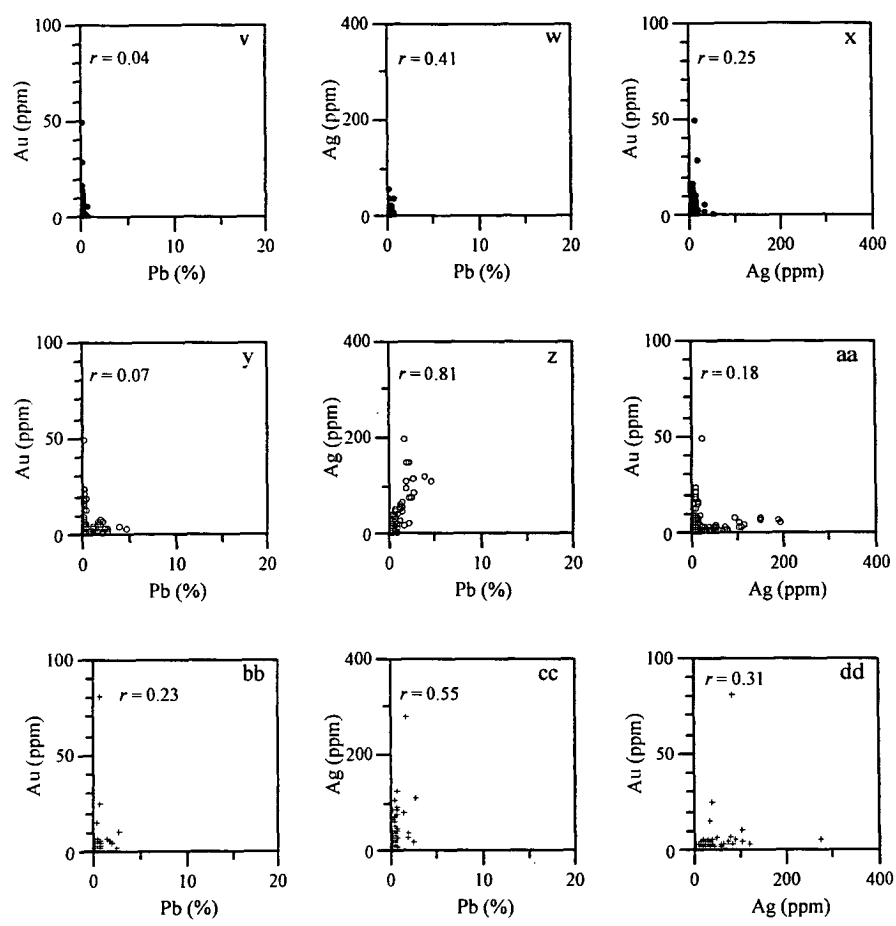 100
v
r = 0.04
Au (ppm)
50
0
0
10
20
Pb (%)
400
w
r = 0.41
Ag (ppm)
200
0
0
10
20
Pb (%)
100
x
r = 0.25
Au (ppm)
50
0
0
200
400
Ag (ppm)
100
y
r = 0.07
Au (ppm)
50
0
0
10
20
Pb (%)
400
z
r = 0.81
Ag (ppm)
200
0
0
10
20
Pb (%)
100
aa
r = 0.18
Au (ppm)
50
0
0
200
400
Ag (ppm)
100
bb
r = 0.23
Au (ppm)
50
0
0
10
20
Pb (%)
400
cc
r = 0.55
Ag (ppm)
200
0
0
10
20
Pb (%)
100
dd
r = 0.31
Au (ppm)
50
0
0
200
400
Ag (ppm)